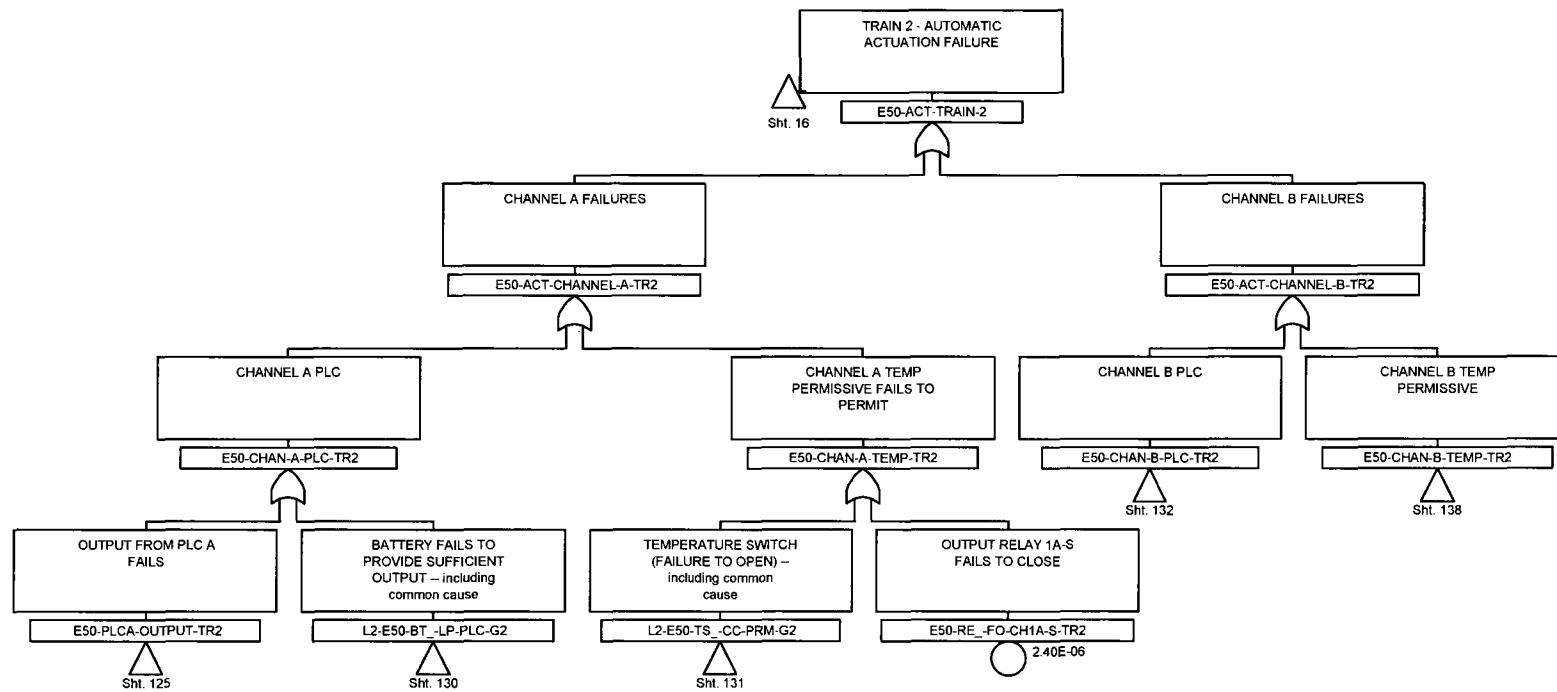 TRAIN 2 - AUTOMATIC
ACTUATION FAILURE
Sht. 16
E50-ACT-TRAIN-2
CHANNEL A FAILURES
CHANNEL B FAILURES
E50-ACT-CHANNEL-A-TR2
E50-ACT-CHANNEL-B-TR2
CHANNEL A PLC
CHANNEL A TEMP
PERMISSIVE FAILS TO
PERMIT
CHANNEL B PLC
CHANNEL B TEMP
PERMISSIVE
E50-CHAN-A-PLC-TR2
E50-CHAN-A-TEMP-TR2
E50-CHAN-B-PLC-TR2
E50-CHAN-B-TEMP-TR2
Sht. 132
Sht. 138
OUTPUT FROM PLC A
FAILS
BATTERY FAILS TO
PROVIDE SUFFICIENT
OUTPUT -- including
common cause
TEMPERATURE SWITCH
(FAILURE TO OPEN) --
including common
cause
OUTPUT RELAY 1A-S
FAILS TO CLOSE
E50-PLCA-OUTPUT-TR2
L2-E50-BT_-LP-PLC-G2
L2-E50-TS_-CC-PRM-G2
E50-RE_-FO-CH1A-S-TR2
2.40E-06
Sht. 125
Sht. 130
Sht. 131